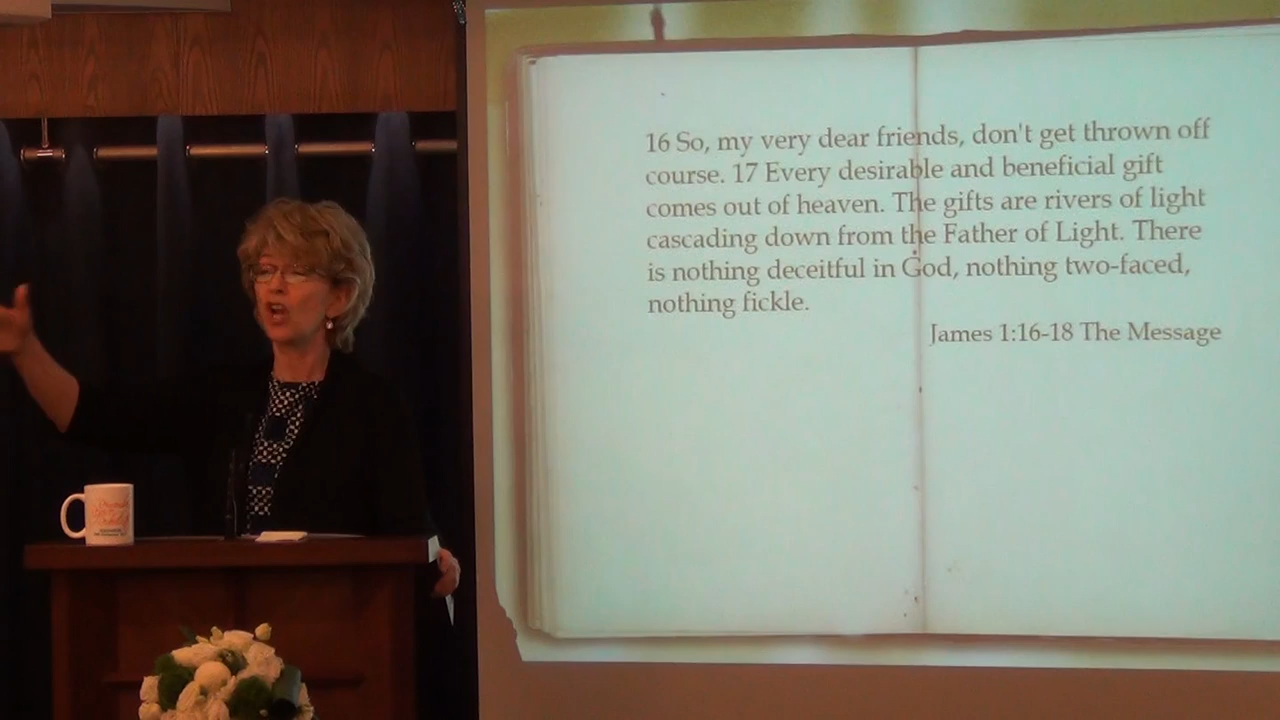 16 So, my very dear friends, don't get thrown off
course. 17 Every desirable and beneficial gift
comes out of heaven. The gifts are rivers of light
cascading down from the Father of Light. There
is nothing deceitful in God, nothing two-faced,
nothing fickle.
James 1:16-18 The Message